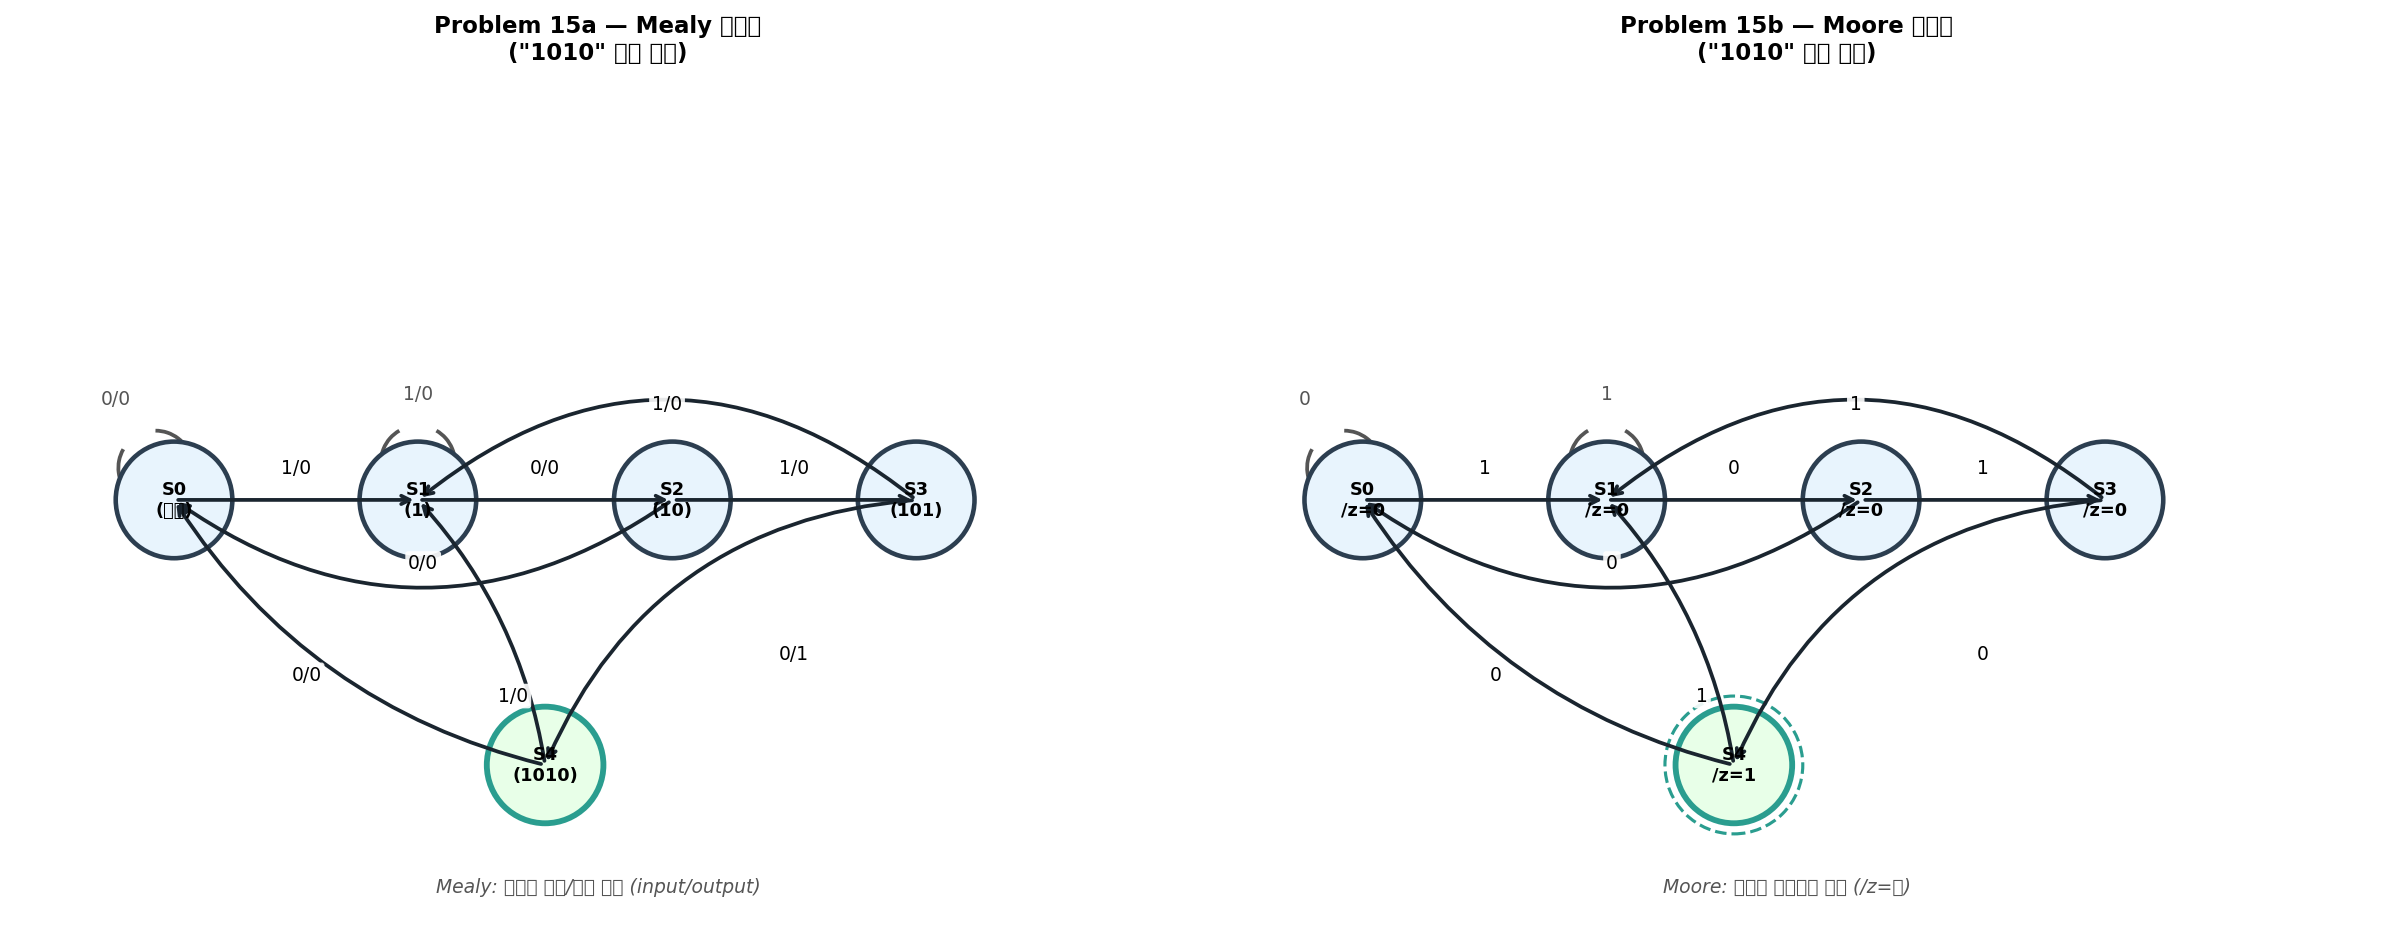 Problem 15a — Mealy
("1010"
0/0
1/0
1/0
1/0
0/0
1/0
S0
S1
(1)
S2
(10)
S3
(101)
0/0
0/0
0/1
1/0
S4
(1010)
Mealy: (input/output)
Problem 15b — Moore
("1010"
0
1
1
1
0
1
S0
/z=0
S1
/z=0
S2
/z=0
S3
/z=0
0
0
0
1
S4
/z=1
Moore: (/z=